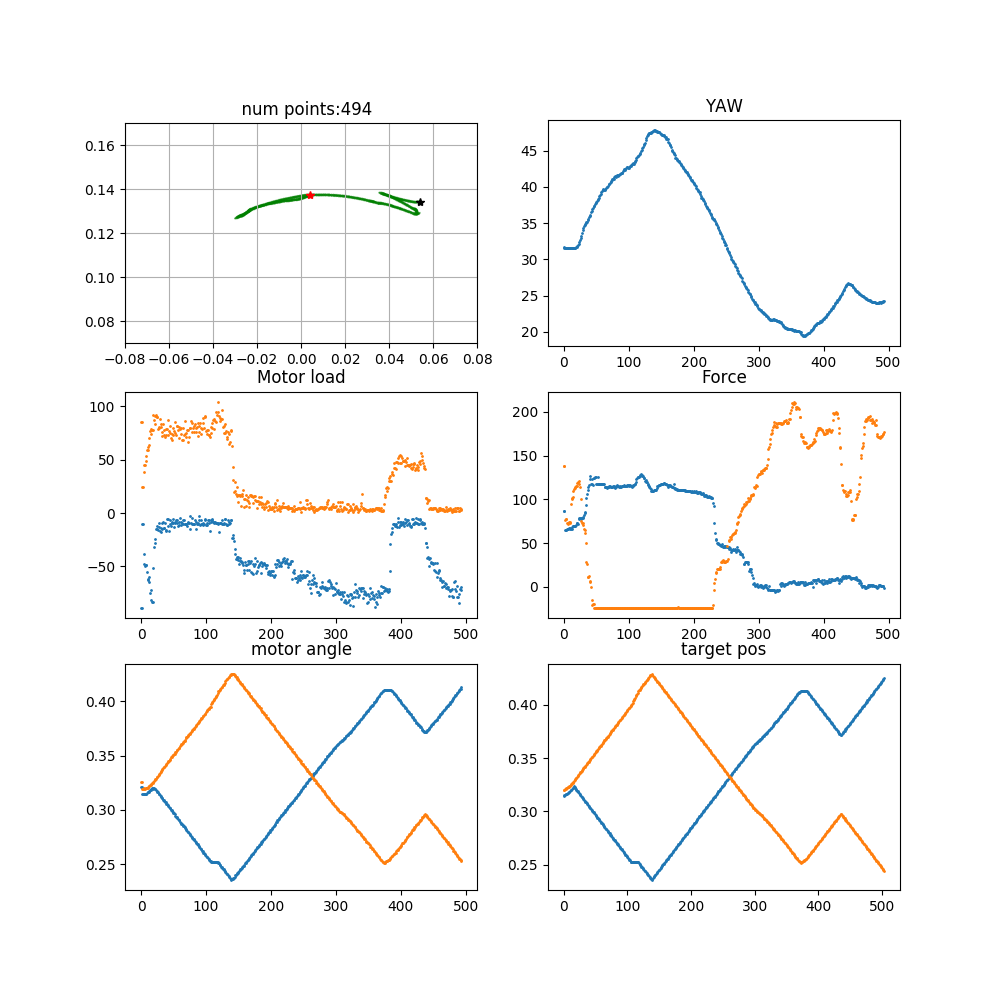 num points:494
YAW
0.16
0.14
0.12
0.10
0.08
−0.08 −0.06 −0.04 −0.02 0.00 0.02 0.04 0.06 0.08
45
40
35
30
25
20
0 100 200 300 400 500
Motor load
Force
100
50
0
−50
0 100 200 300 400 500
200
150
100
50
0
0 100 200 300 400 500
motor angle
target pos
0.40
0.35
0.30
0.25
0 100 200 300 400 500
0.40
0.35
0.30
0.25
0 100 200 300 400 500